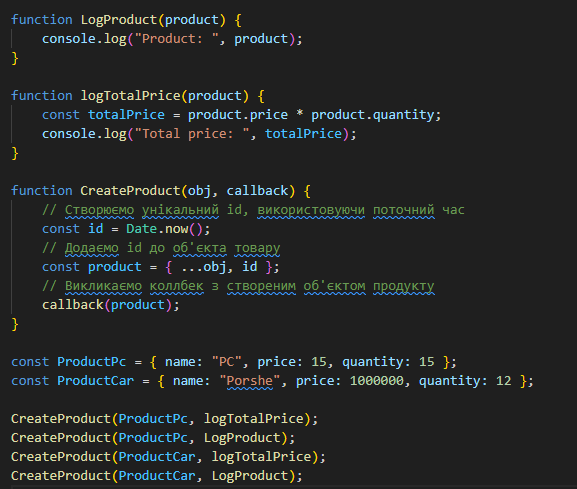 function LogProduct(product) {
    console.log("Product: ", product);
}

function logTotalPrice(product) {
    const totalPrice = product.price * product.quantity;
    console.log("Total price: ", totalPrice);
}

function CreateProduct(obj, callback) {
    // Створюємо унікальний id, використовуючи поточний час
    const id = Date.now();
    // Додаємо id до об'єкта товару
    const product = { ...obj, id };
    // Викликаємо коллбек з створеним об'єктом продукту
    callback(product);
}

const ProductPc = { name: "PC", price: 15, quantity: 15 };
const ProductCar = { name: "Porshe", price: 1000000, quantity: 12 };

CreateProduct(ProductPc, logTotalPrice);
CreateProduct(ProductPc, LogProduct);
CreateProduct(ProductCar, logTotalPrice);
CreateProduct(ProductCar, LogProduct);